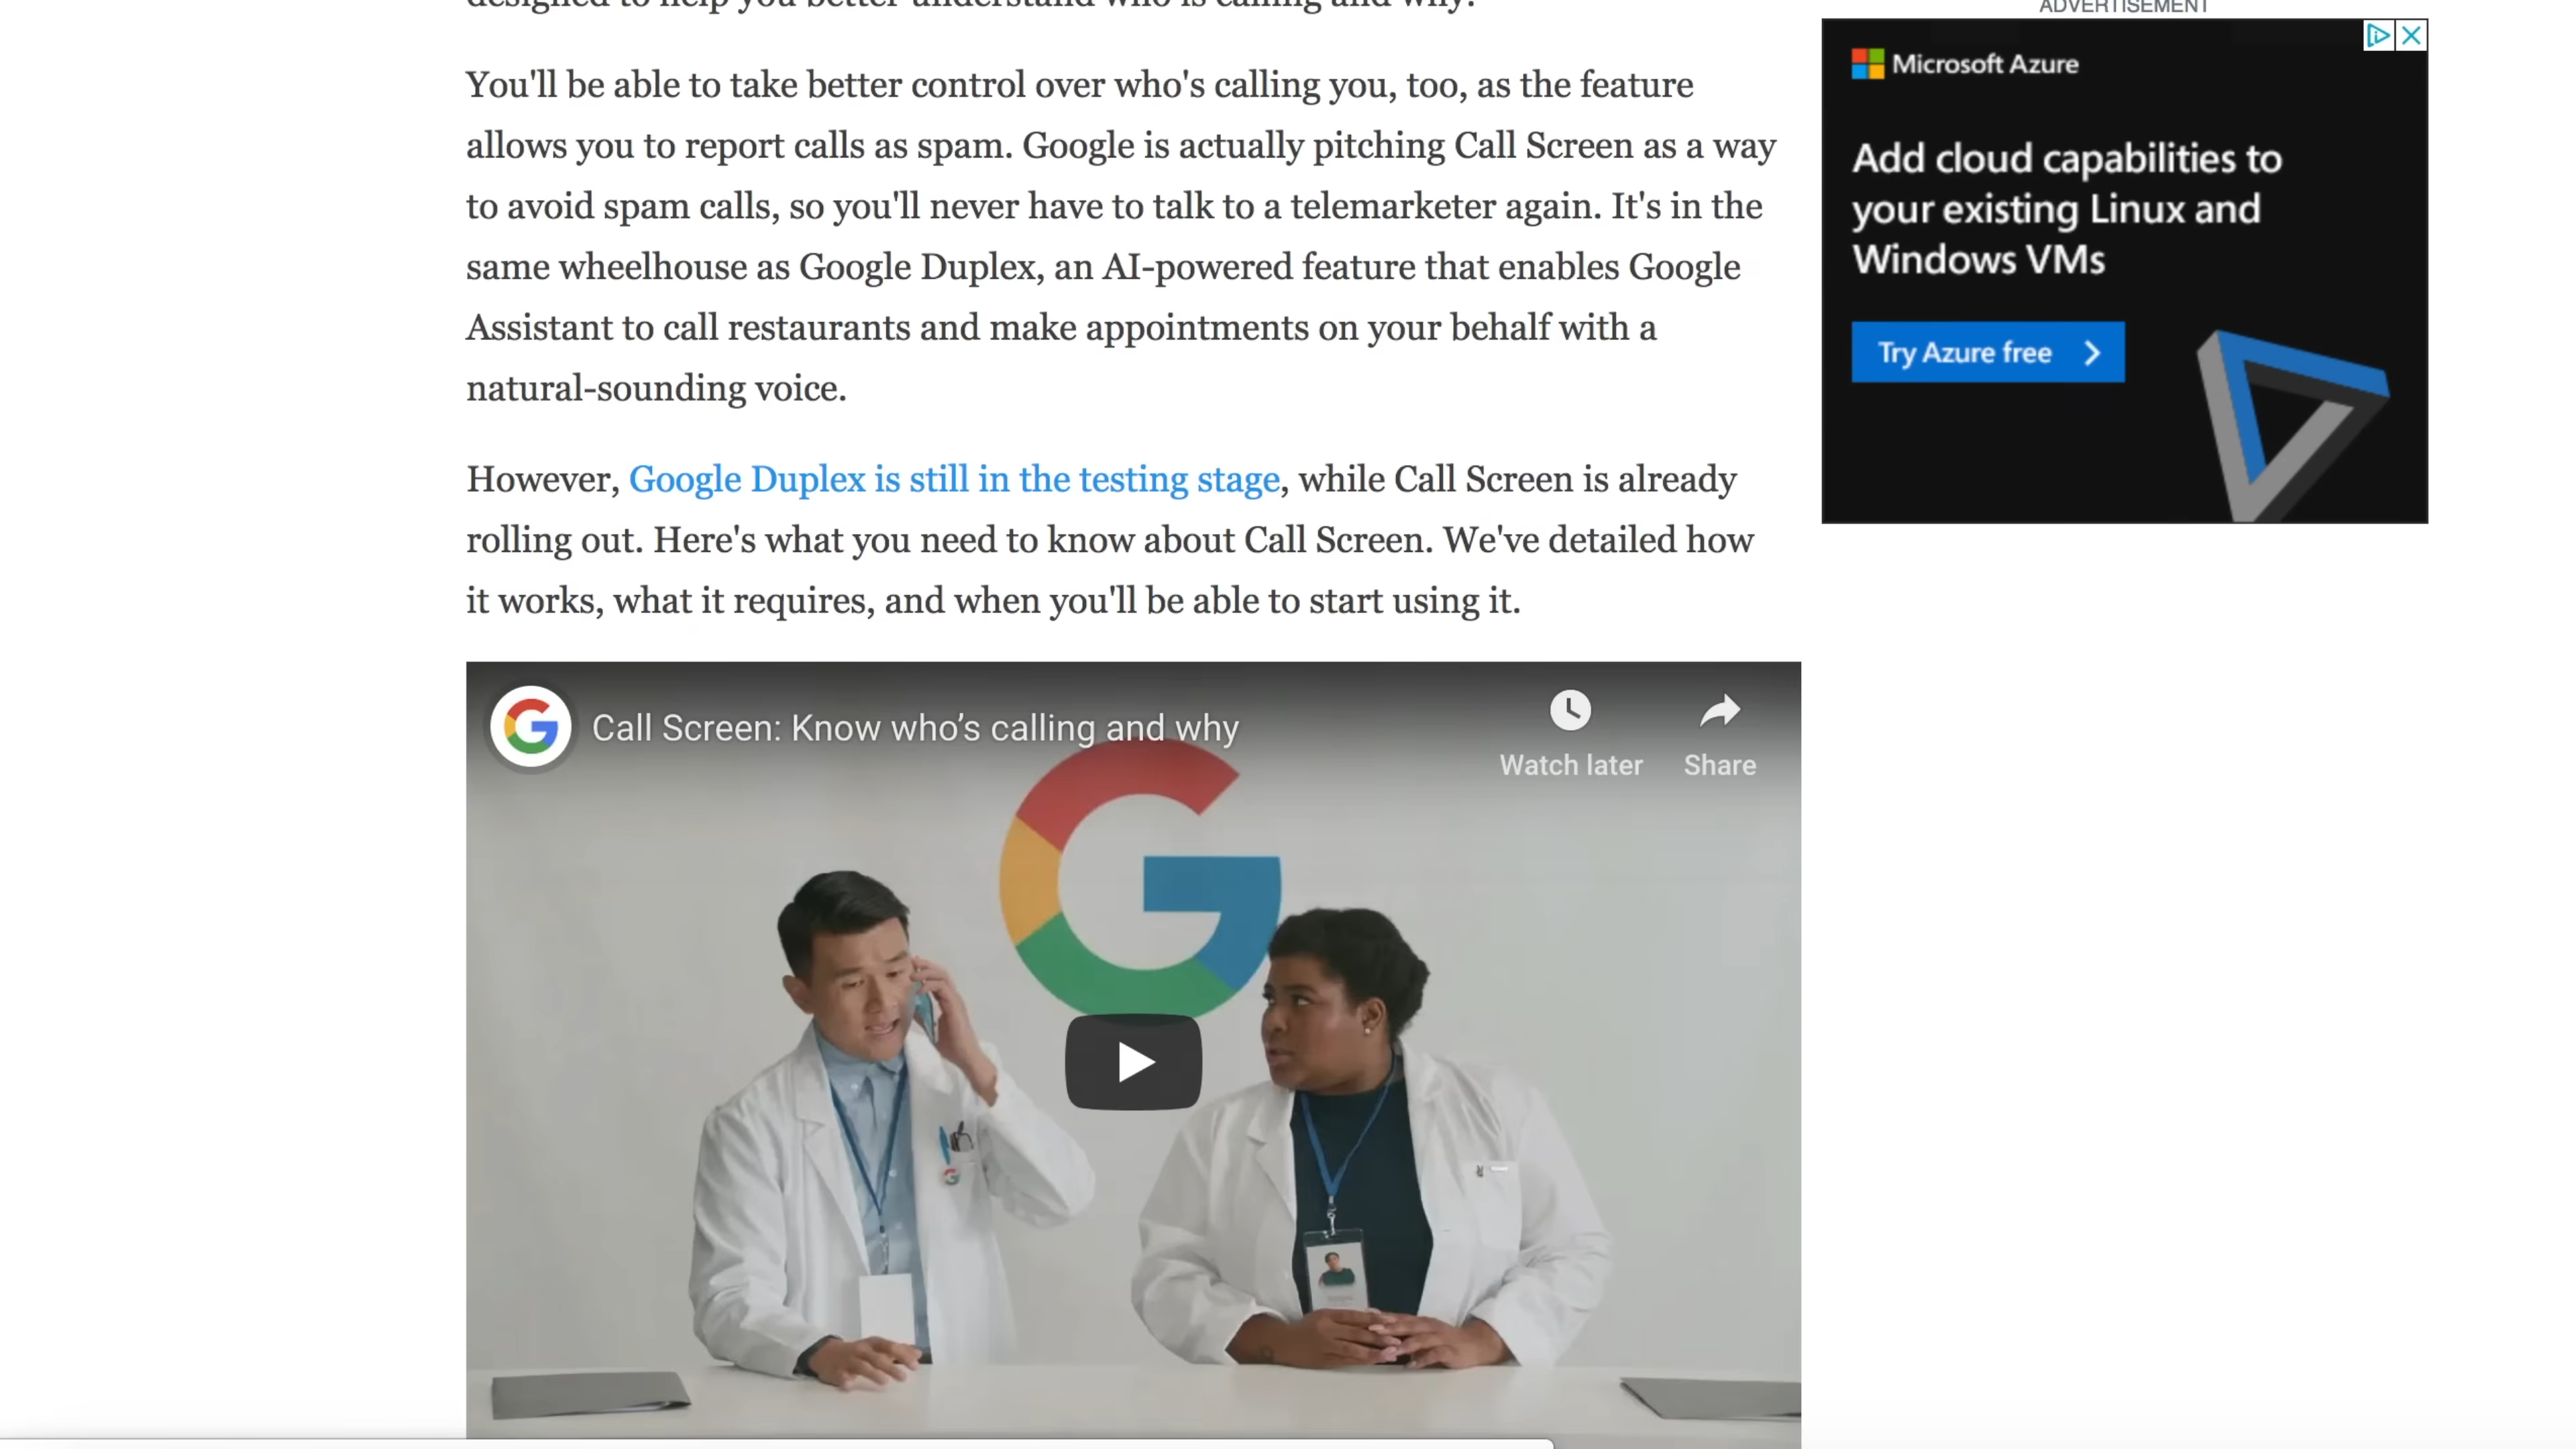 designed to help you better understand who is calling and why.
ADVERTISEMENT
You'll be able to take better control over who's calling you, too, as the feature
allows you to report calls as spam. Google is actually pitching Call Screen as a way
to avoid spam calls, so you'll never have to talk to a telemarketer again. It's in the
same wheelhouse as Google Duplex, an AI-powered feature that enables Google
Assistant to call restaurants and make appointments on your behalf with a
natural-sounding voice.
However, Google Duplex is still in the testing stage, while Call Screen is already
rolling out. Here's what you need to know about Call Screen. We've detailed how
it works, what it requires, and when you'll be able to start using it.
Microsoft Azure
Add cloud capabilities to
your existing Linux and
Windows VMs
Try Azure free
Call Screen: Know who’s calling and why
Watch later
Share